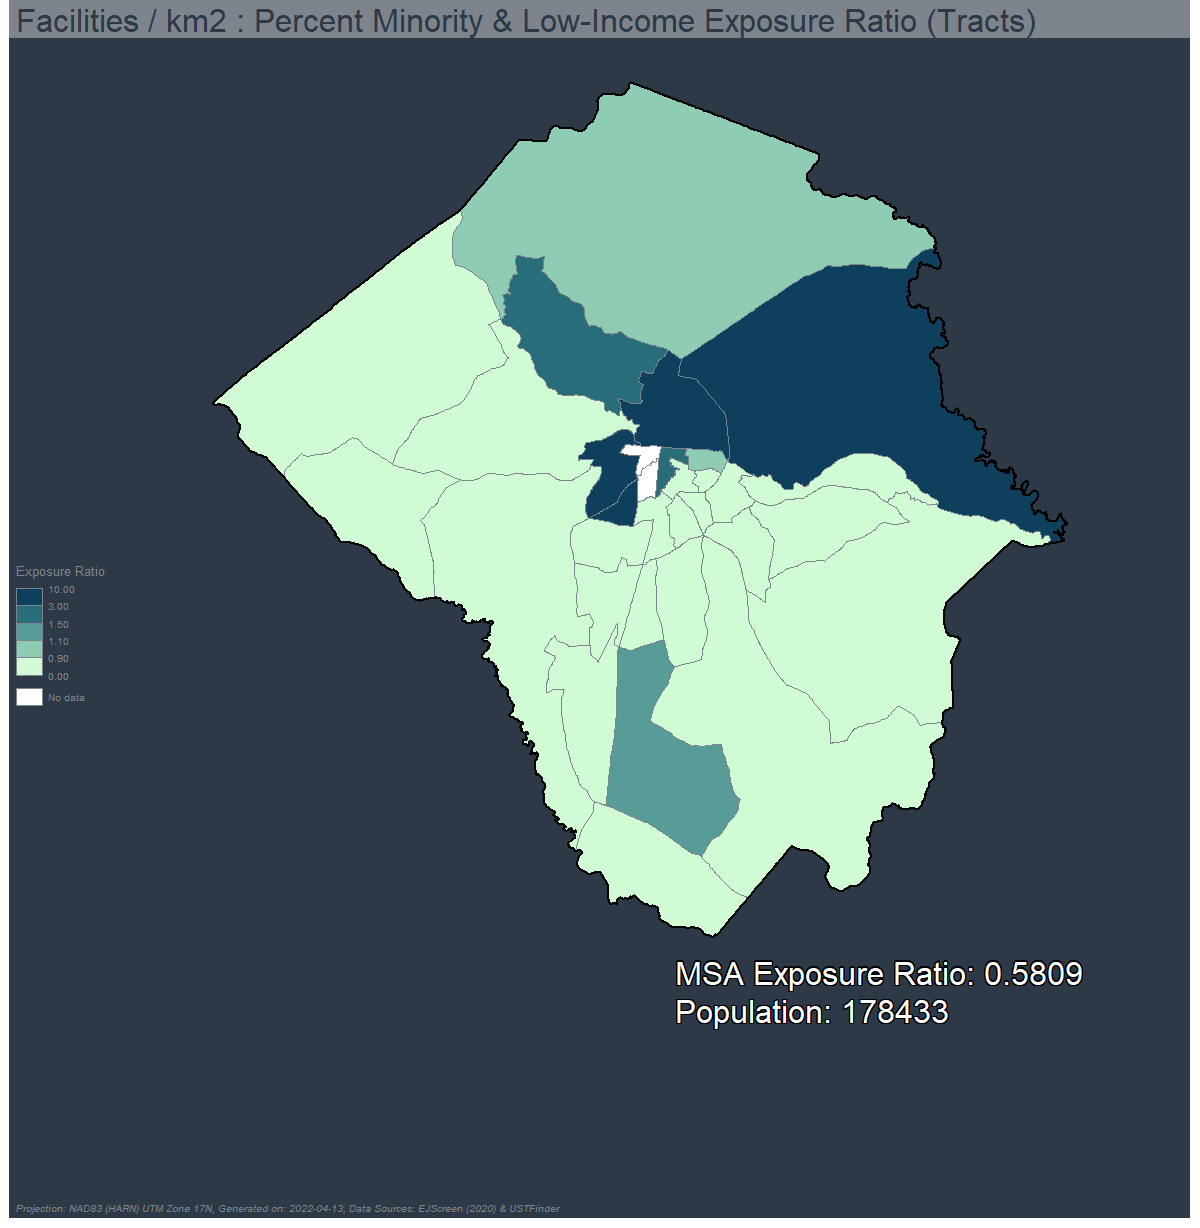 Facilities / km2 : Percent Minority & Low-Income Exposure Ratio (Tracts)
Exposure Ratio
10.00
3.00
1.50
1.10
0.90
0.00
No data
MSA Exposure Ratio: 0.5809
Population: 178433
Projection: NAD83 (HARN) UTM Zone 17N, Generated on: 2022-04-13, Data Sources: EJScreen (2020) & USTFinder